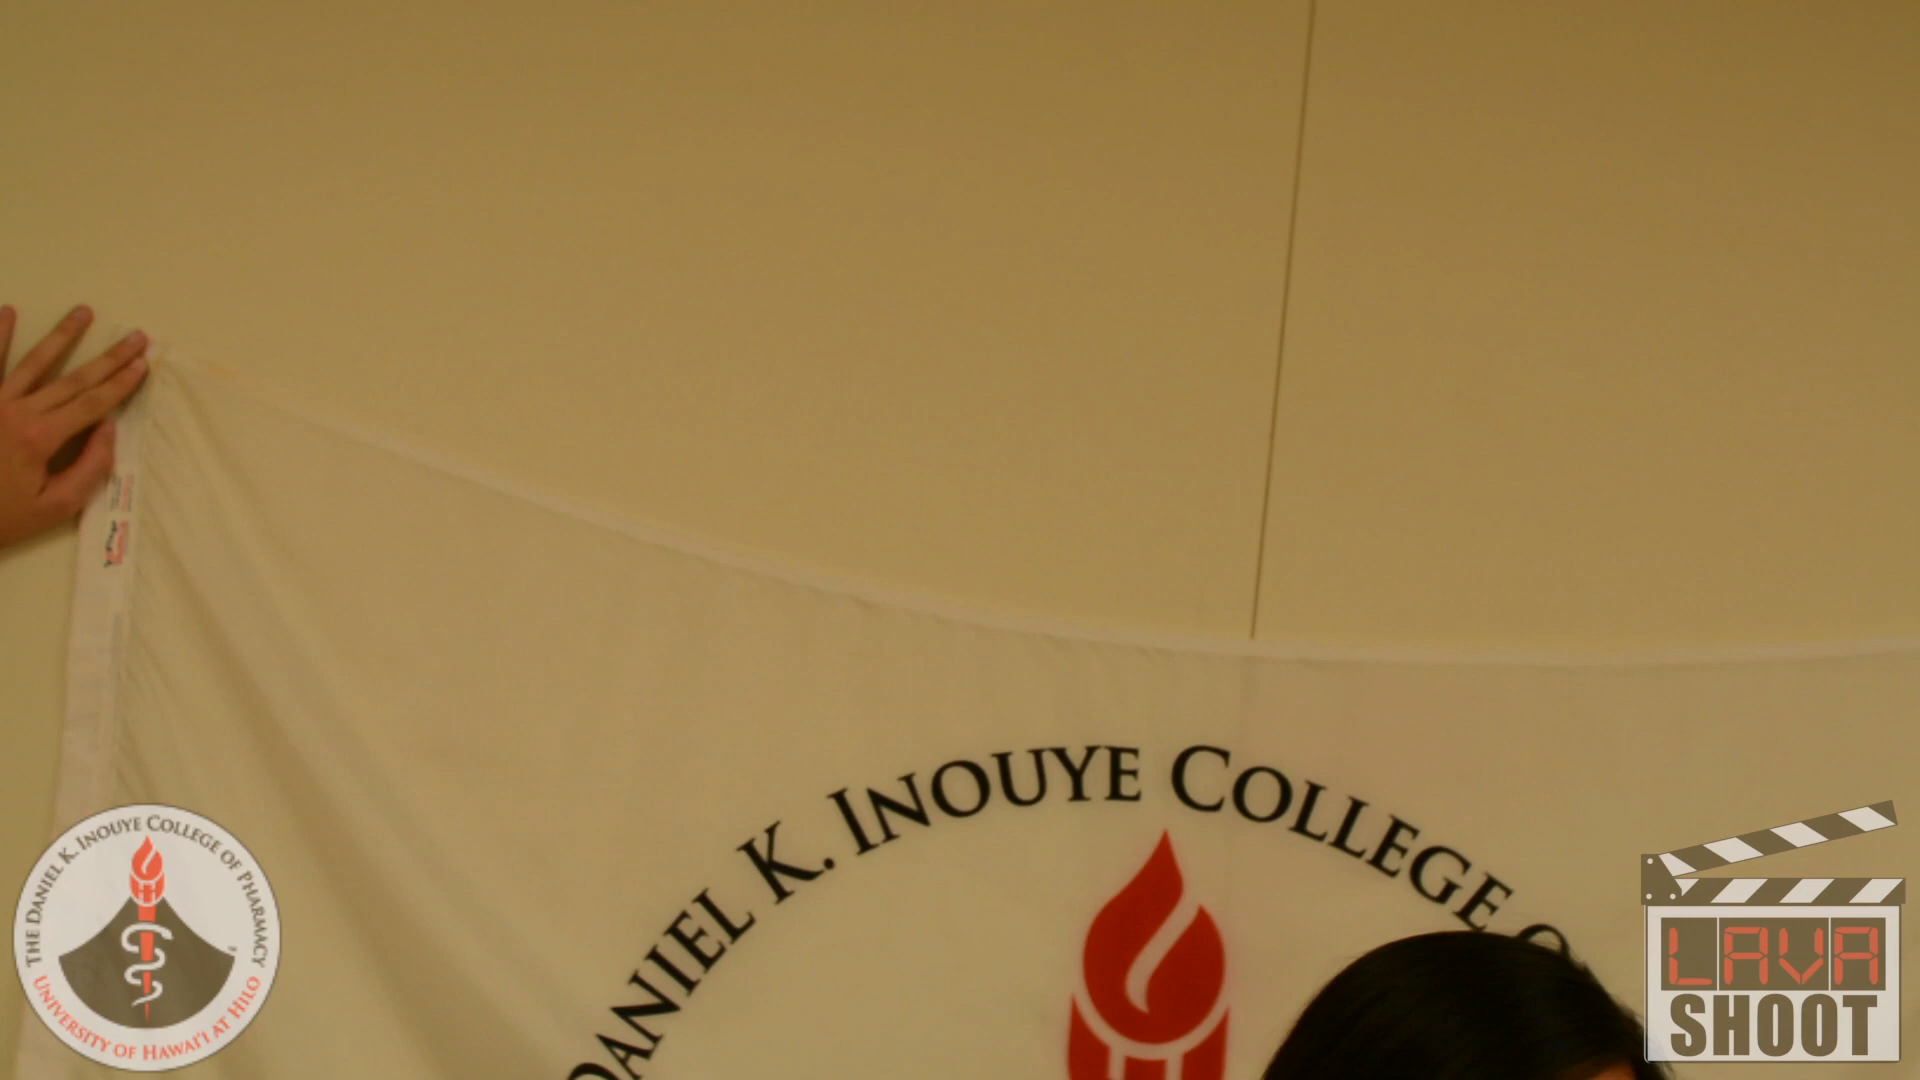 DANIEL K. INOUYE COLLEGE
THE DANIEL K. INOUYE COLLEGE OF PHARMACY
UNIVERSITY OF HAWAI'I AT HILO
LAVA
SHOOT